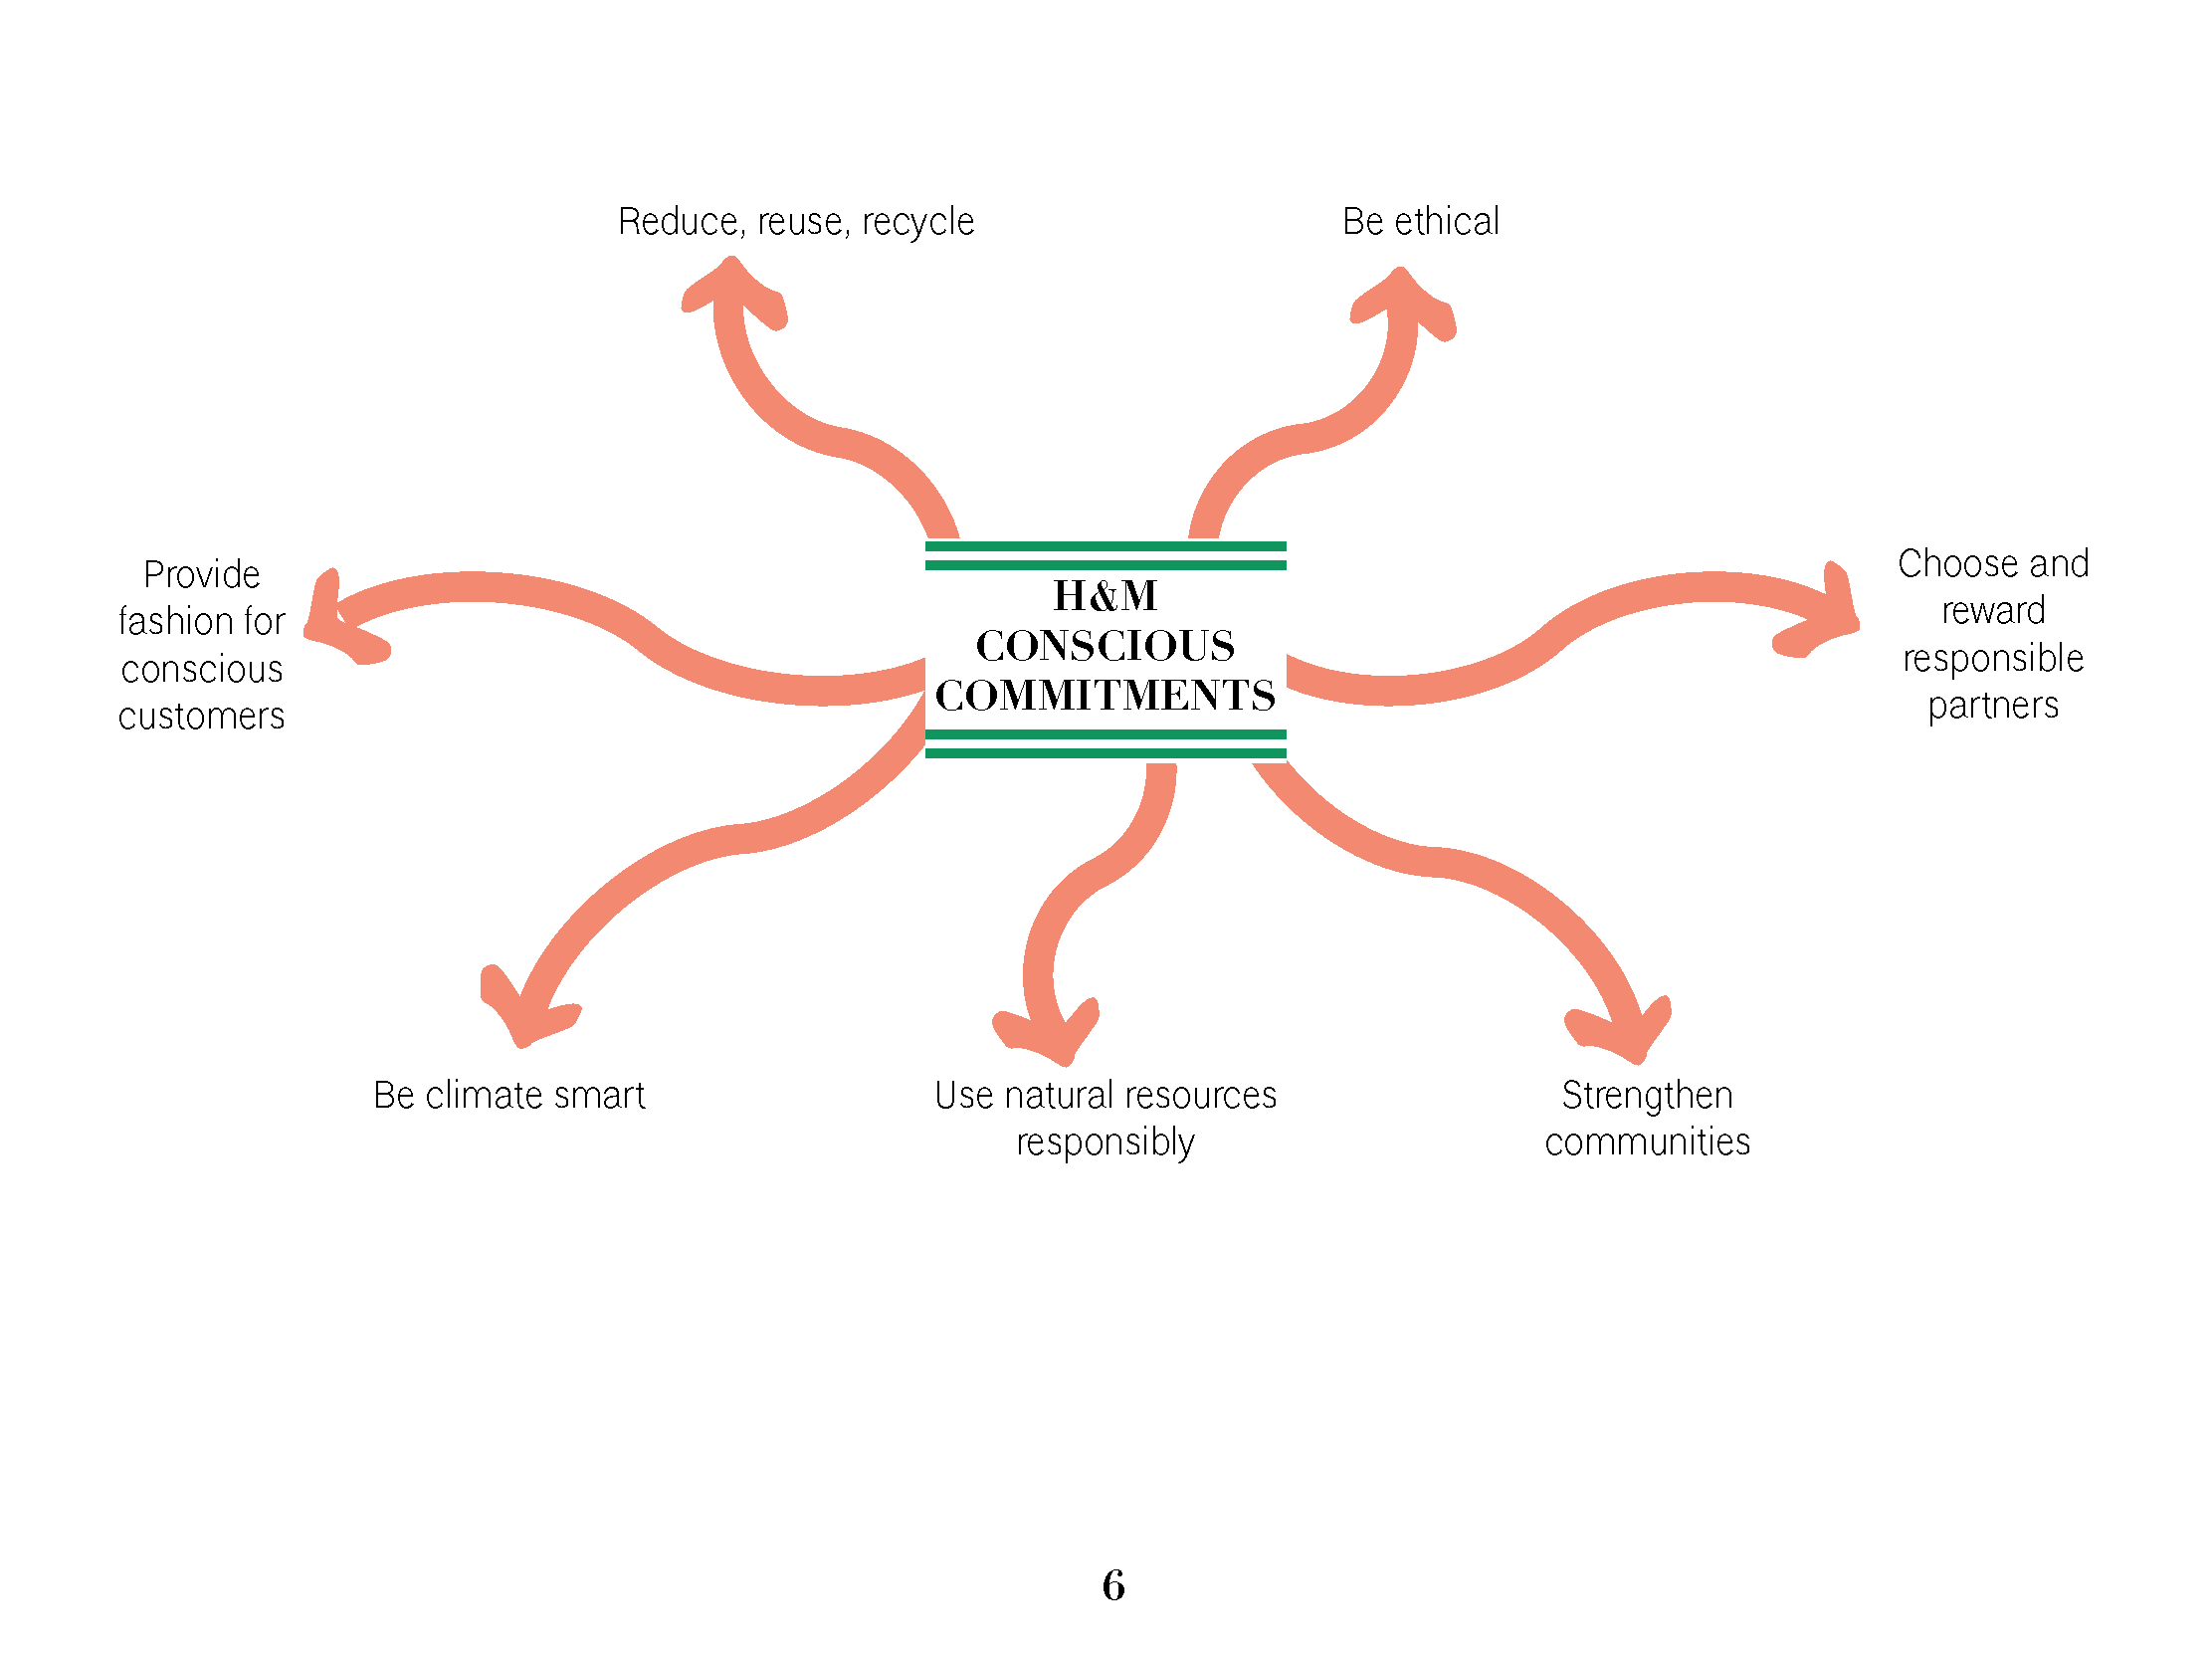 Reduce, reuse, recycle
Be ethical
Provide
fashion for
conscious
customers
H&M
CONSCIOUS
COMMITMENTS
Choose and
reward
responsible
partners
Be climate smart
Use natural resources
responsibly
Strengthen
communities
6